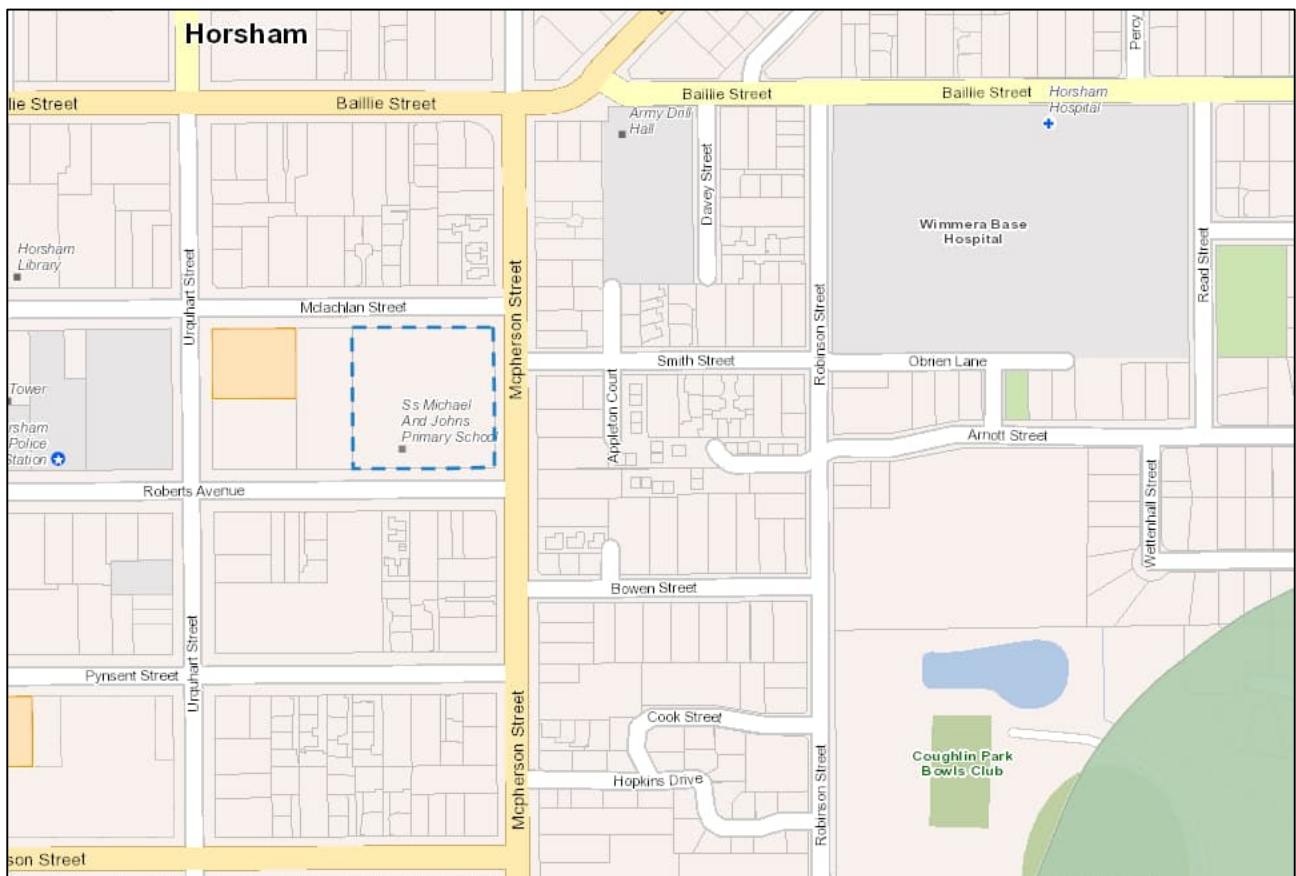 Horsham
Percy
llie Street
Baillie Street
Baillie Street
Baillie Street
Horsham
Hospital
Army Drill
Hall
Davey Street
Wimmera Base
Hospital
Horsham
Library
Urquhart Street
Mclachlan Street
Mcpherson Street
Robinson Street
Read Street
Smith Street
Obrien Lane
Tower
Ss Michael
And Johns
Primary School
Appleton Court
rsham
Police
Station
Arnott Street
Roberts Avenue
Wettenhall Street
Bowen Street
Urquhart Street
Pynsent Street
Cook Street
Mcpherson Street
Robinson Street
Coughlin Park
Bowls Club
Hopkins Drive
son Street